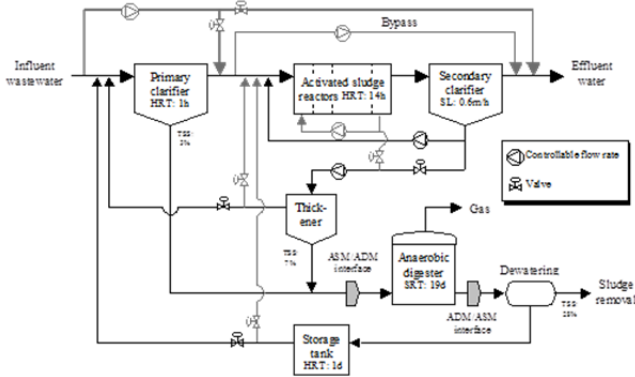 Bypass
Influent
wastewater
Effluent
water
Primary
clarifier
HRT: 1h
Activated sludge
reactors HRT: 14h
Secondary
clarifier
SL: 0.6m/h
TSS:
3%
Controllable flow rate
Valve
Thick-
ener
Gas
TSS:
7%
ASM/ADM
interface
Anaerobic
digester
SRT: 19d
Dewatering
Sludge
removal
TSS:
28%
ADM/ASM
interface
Storage
tank
HRT: 1d